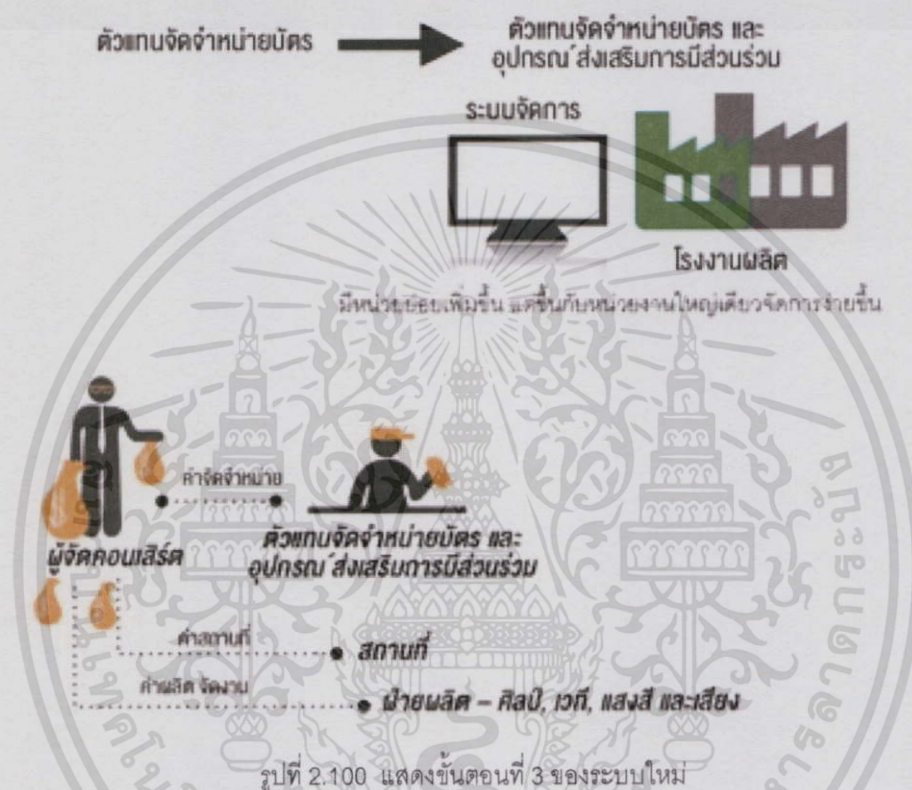 ตัวแทนจัดจำหน่ายบัตร
ตัวแทนจัดจำหน่ายบัตร และ
อุปกรณ์ ส่งเสริมการมีส่วนร่วม
ระบบจัดการ
โรงงานผลิต
มีหน่วยย่อยเพิ่มขึ้น แต่ขึ้นกับหน่วยงานใหญ่เดียวจัดการง่ายขึ้น
ค่าจัดจำหน่าย
ผู้จัดคอนเสิร์ต
ตัวแทนจัดจำหน่ายบัตร และ
อุปกรณ์ ส่งเสริมการมีส่วนร่วม
ค่าสถานที่
สถานที่
ค่าผลิต จัดงาน
ฝ่ายผลิต – ศิลป์, เวที, แสงสี และเสียง
รูปที่ 2.100 แสดงขั้นตอนที่ 3 ของระบบใหม่